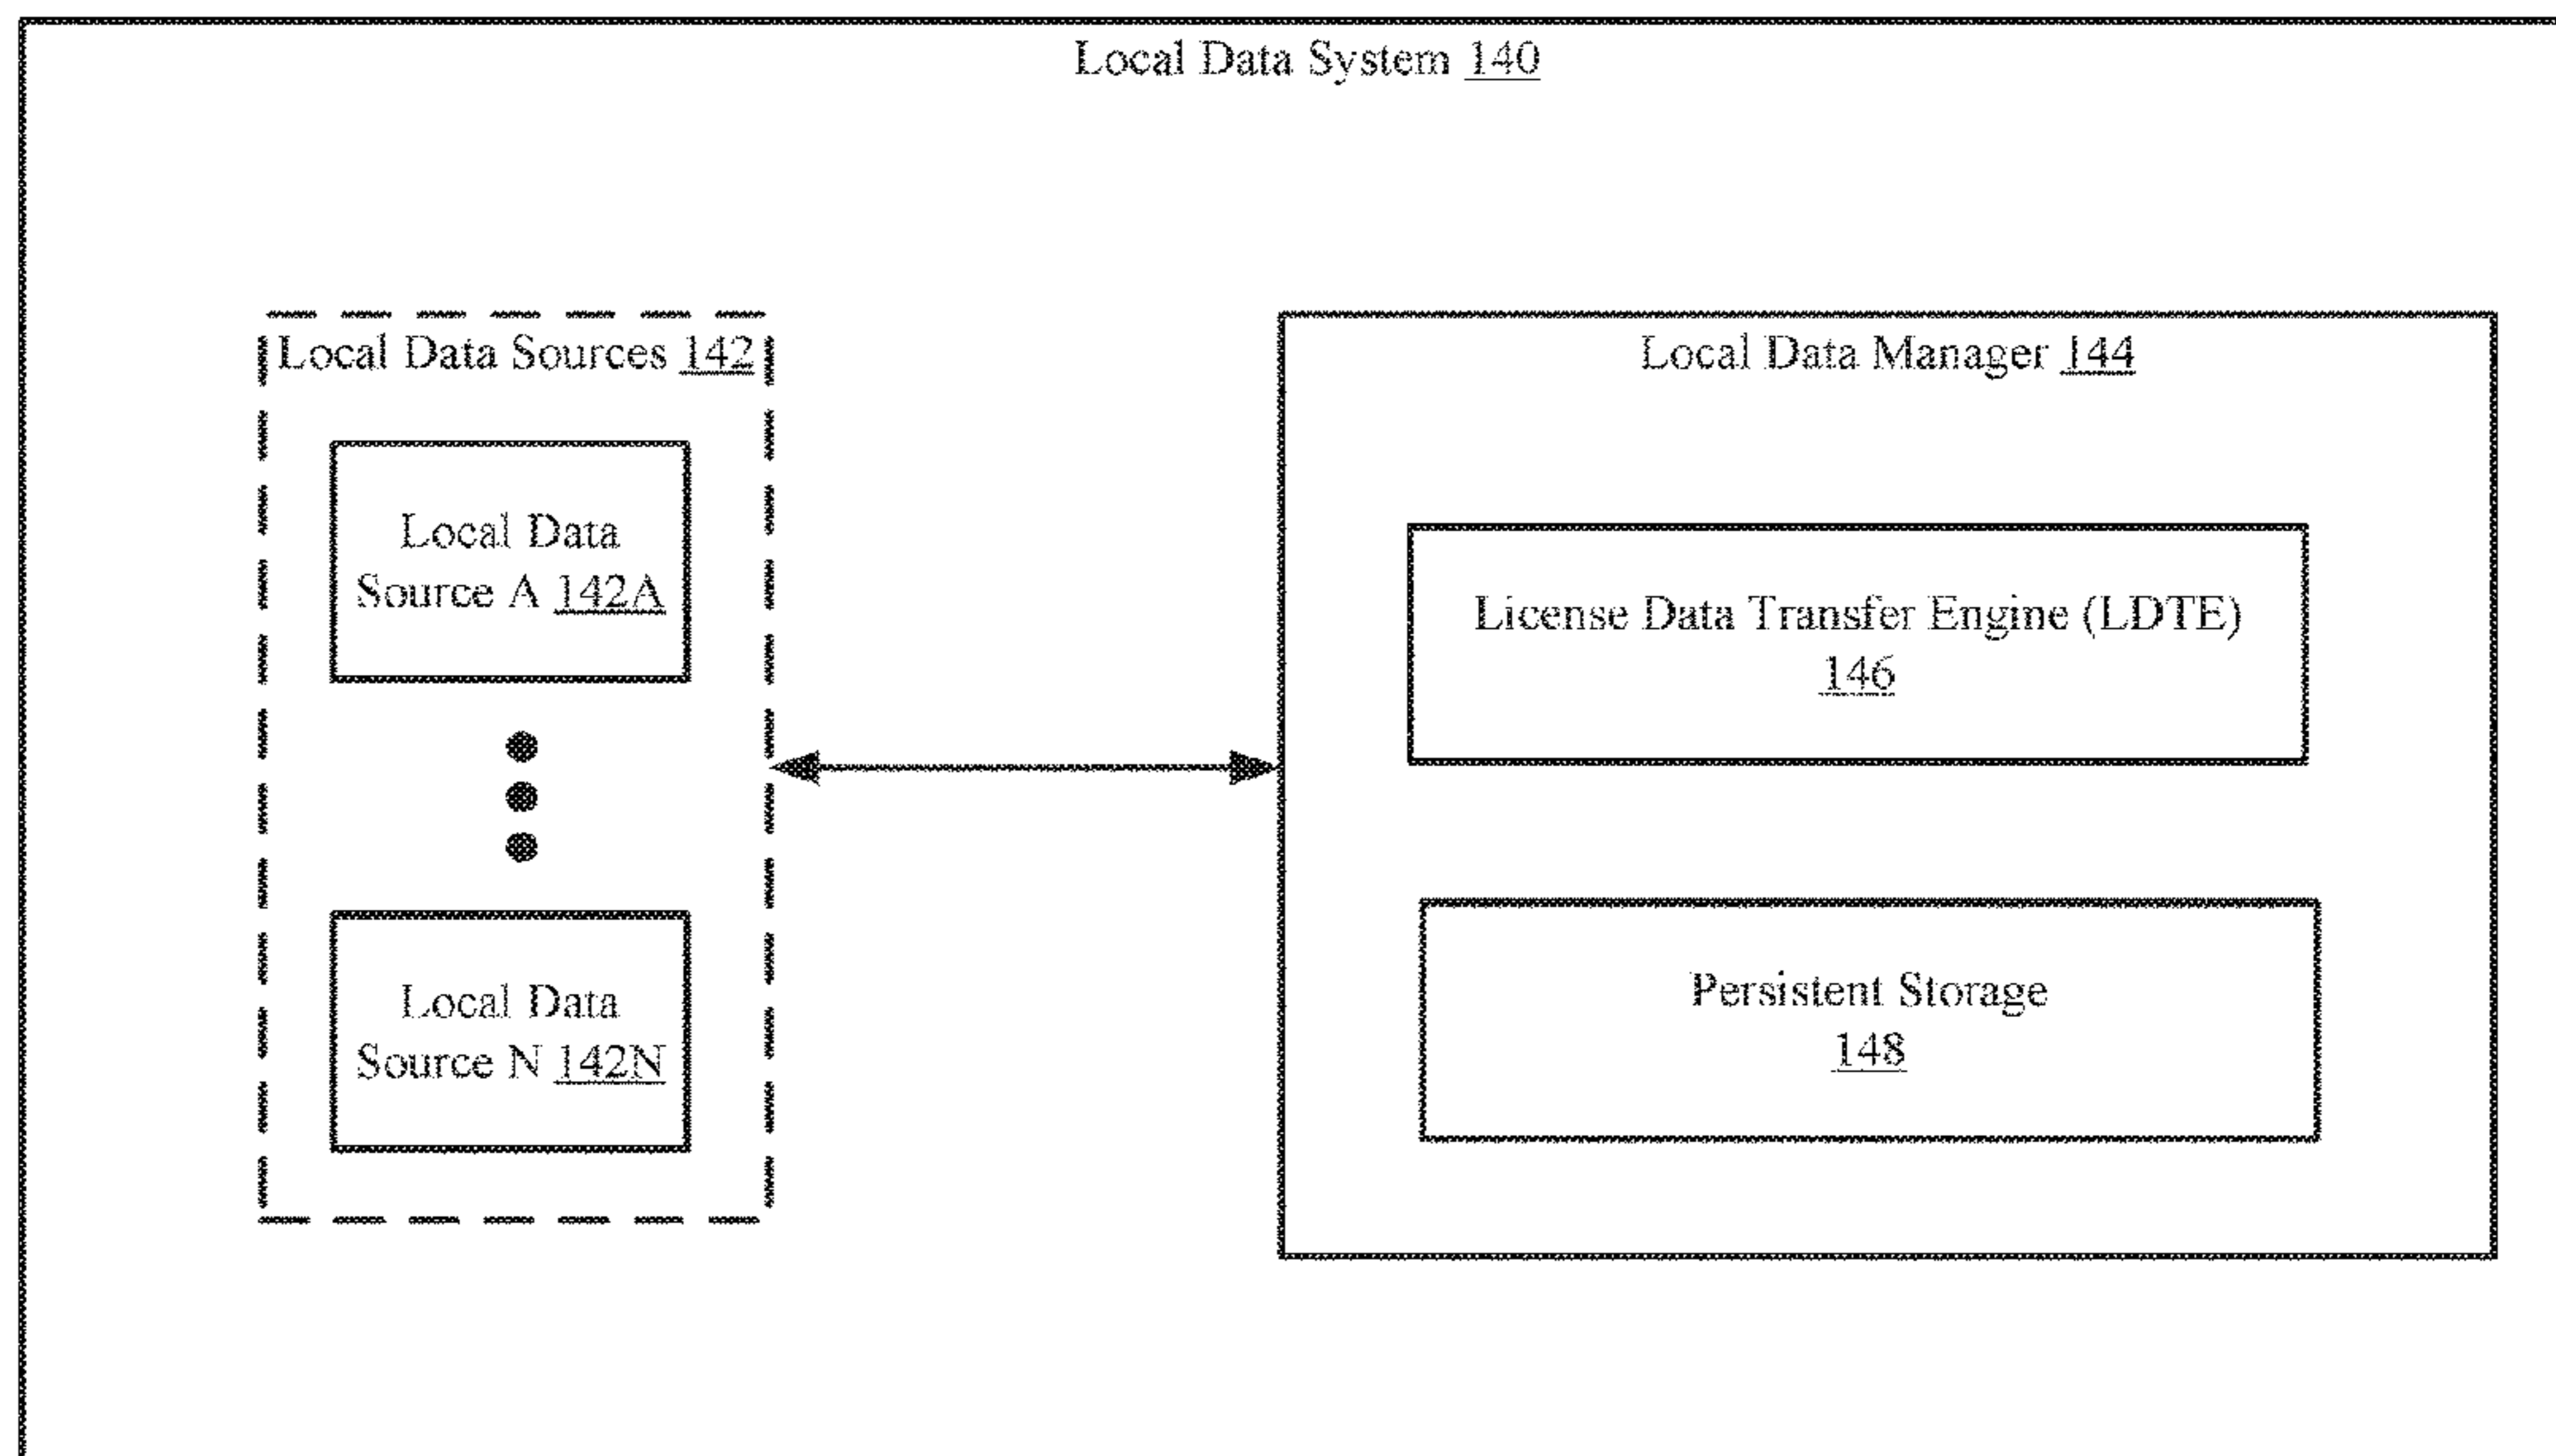 Local Data System 140
Local Data Sources 142
Local Data
Source A 142A
Local Data
Source N 142N
Local Data Manager 144
License Data Transfer Engine (LDTE)
146
Persistent Storage
148